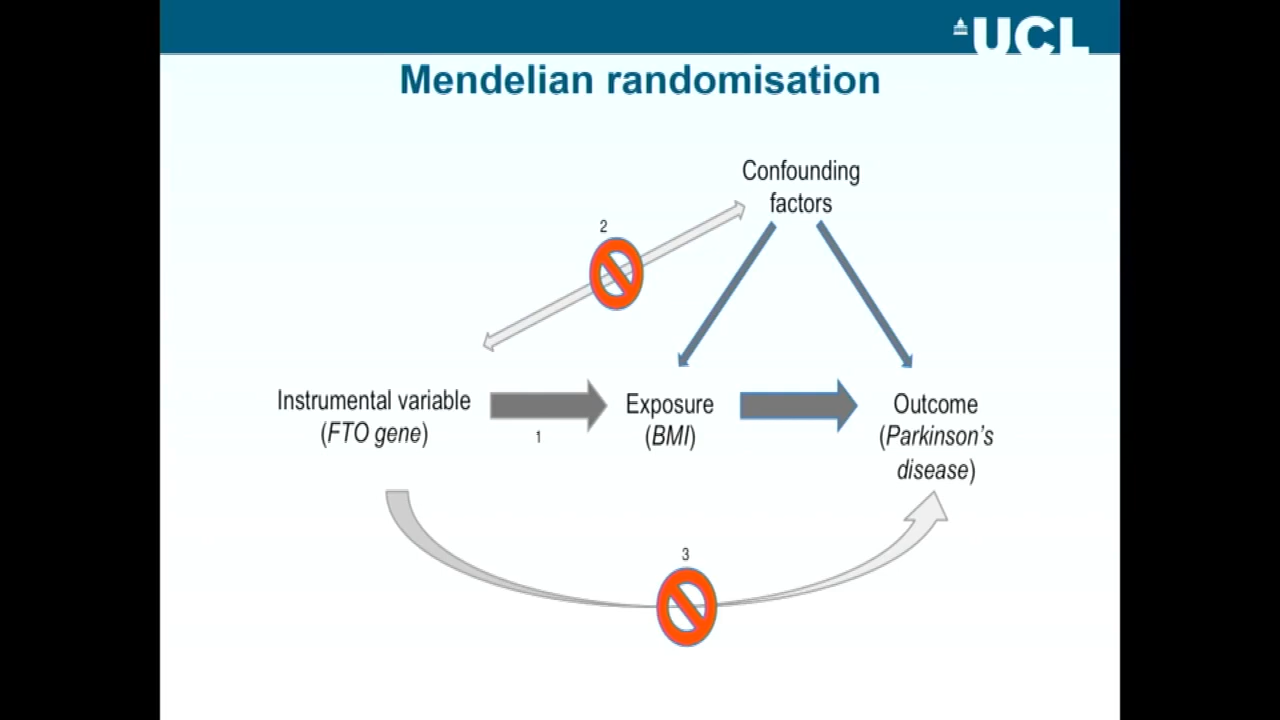 UCL
Mendelian randomisation
Confounding
factors
2
Instrumental variable
(FTO gene)
1
Exposure
(BMI)
Outcome
(Parkinson's
disease)
3